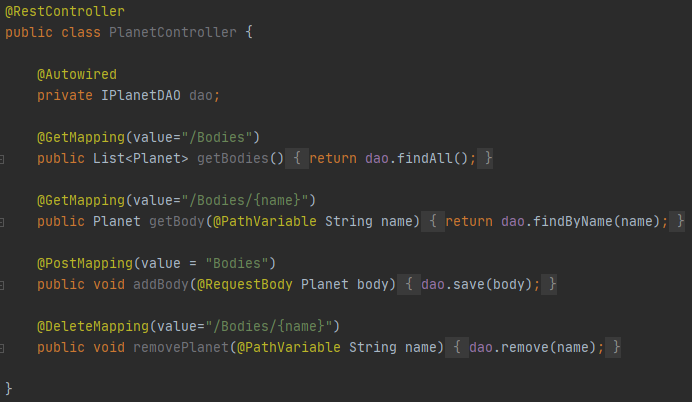 @RestController
public class PlanetController {
@Autowired
private IPlanetDAO dao;
@GetMapping(value="/Bodies")
public List<Planet> getBodies() { return dao.findAll(); }
@GetMapping(value="/Bodies/{name}")
public Planet getBody(@PathVariable String name) { return dao.findByName(name); }
@PostMapping(value = "Bodies")
public void addBody(@RequestBody Planet body) { dao.save(body); }
@DeleteMapping(value="/Bodies/{name}")
public void removePlanet(@PathVariable String name) { dao.remove(name); }
}